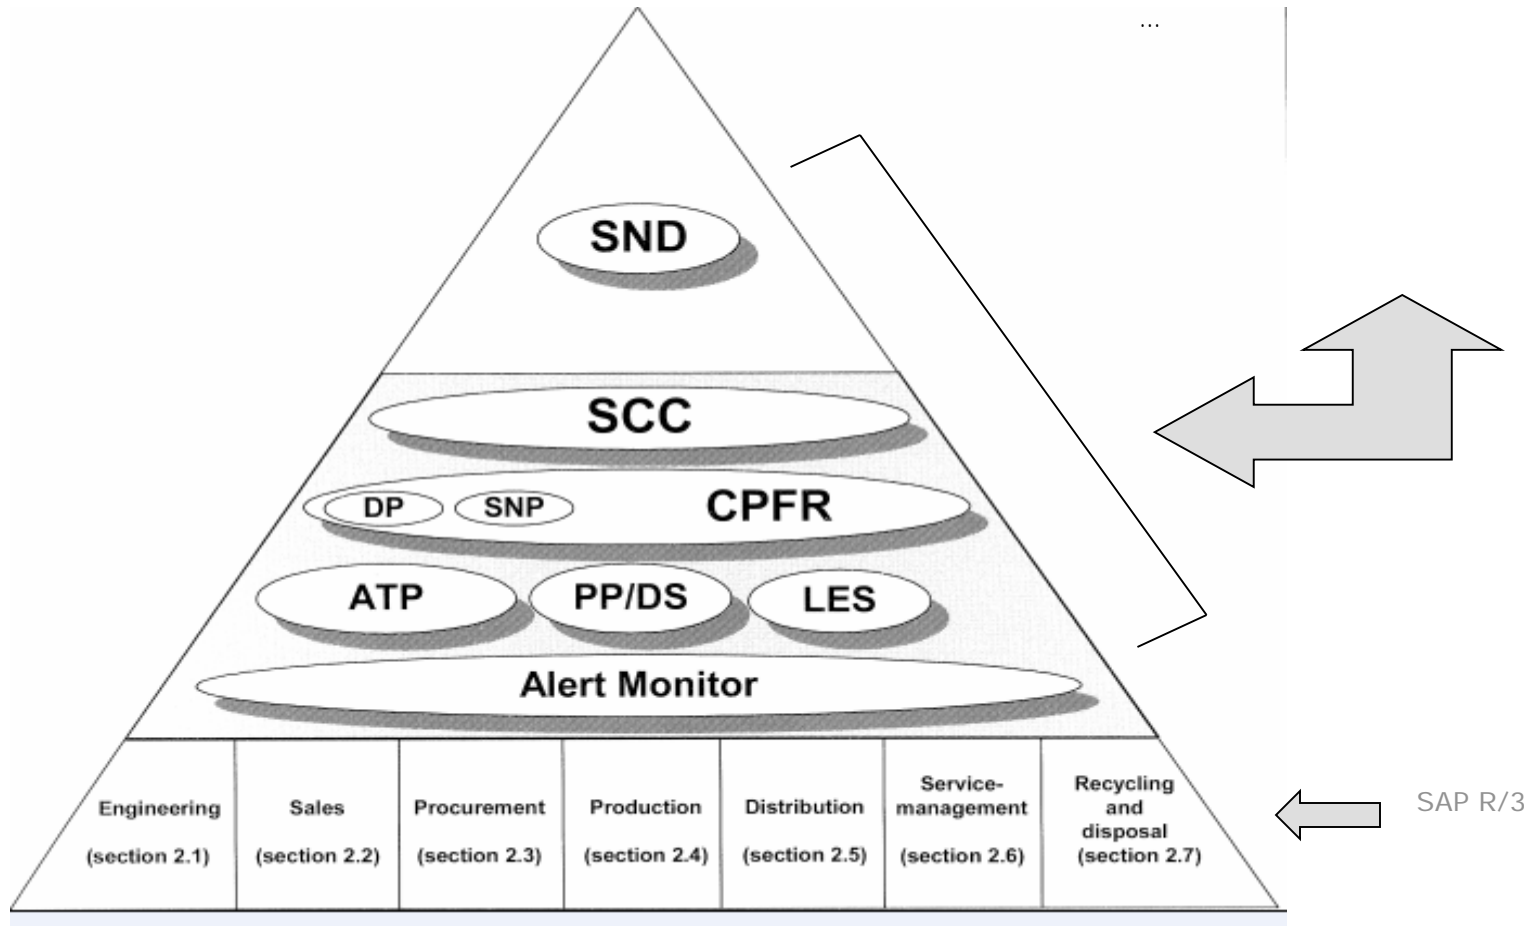 ...
SND
SCC
DP SNP CPFR
ATP PP/DS LES
Alert Monitor
Engineering
(section 2.1)
Sales
(section 2.2)
Procurement
(section 2.3)
Production
(section 2.4)
Distribution
(section 2.5)
Service-
management
(section 2.6)
Recycling
and
disposal
(section 2.7)
SAP R/3